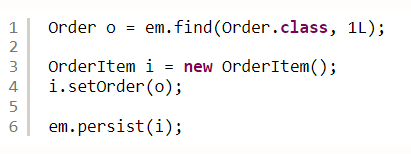 1 Order o = em.find(Order.class, 1L);
2
3 OrderItem i = new OrderItem();
4 i.setOrder(o);
5
6 em.persist(i);